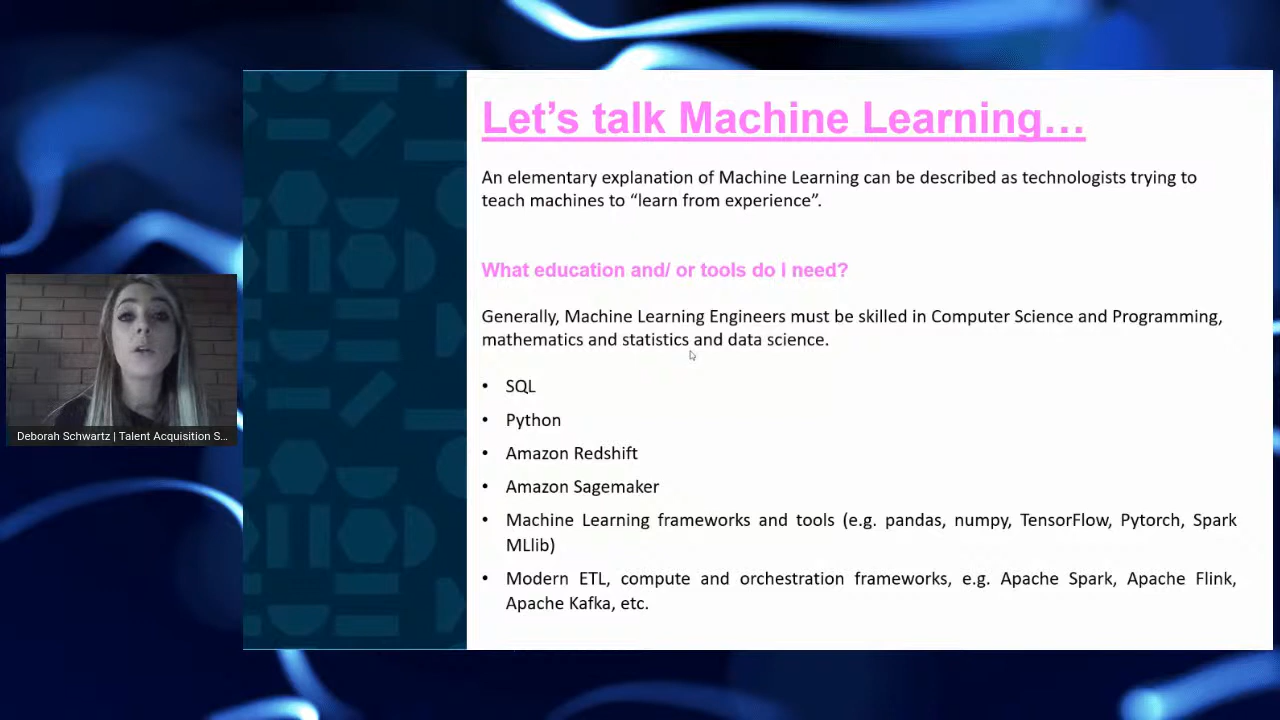 Let’s talk Machine Learning…
An elementary explanation of Machine Learning can be described as technologists trying to
teach machines to “learn from experience”.
What education and/ or tools do I need?
Generally, Machine Learning Engineers must be skilled in Computer Science and Programming,
mathematics and statistics and data science.
• SQL
• Python
• Amazon Redshift
• Amazon Sagemaker
• Machine Learning frameworks and tools (e.g. pandas, numpy, TensorFlow, Pytorch, Spark
MLlib)
• Modern ETL, compute and orchestration frameworks, e.g. Apache Spark, Apache Flink,
Apache Kafka, etc.
Deborah Schwartz | Talent Acquisition S...